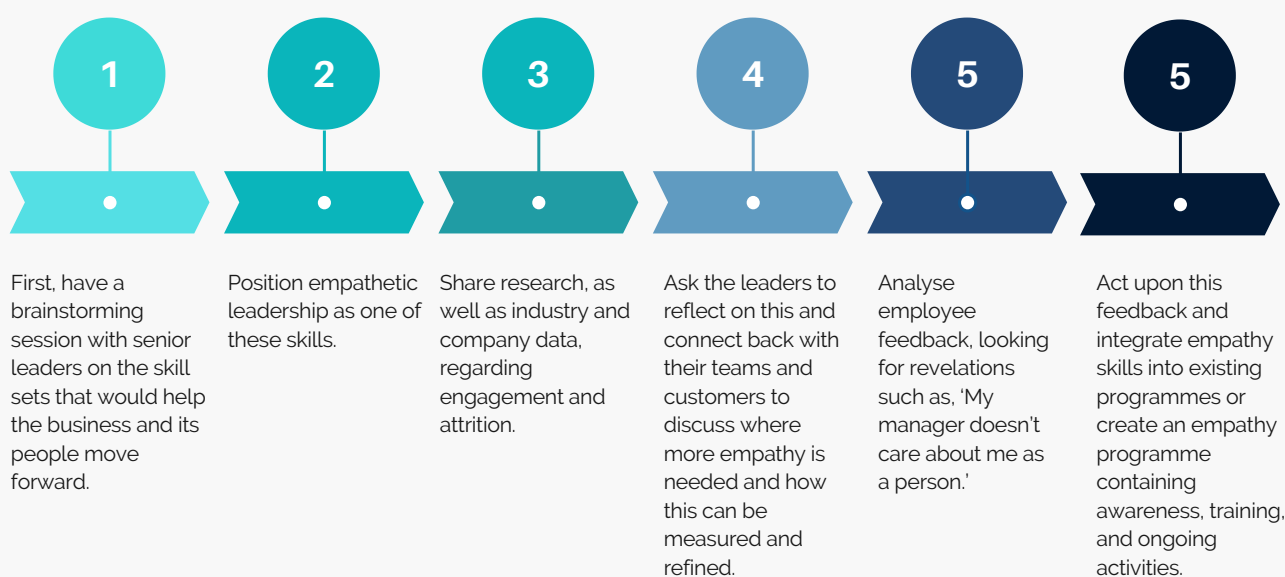 1
First, have a
brainstorming
session with senior
leaders on the skill
sets that would help
the business and its
people move
forward.
2
Position empathetic
leadership as one of
these skills.
3
Share research, as
well as industry and
company data,
regarding
engagement and
attrition.
4
Ask the leaders to
reflect on this and
connect back with
their teams and
customers to
discuss where
more empathy is
needed and how
this can be
measured and
refined.
5
Analyse
employee
feedback, looking
for revelations
such as, ‘My
manager doesn’t
care about me as
a person.’
5
Act upon this
feedback and
integrate empathy
skills into existing
programmes or
create an empathy
programme
containing
awareness, training,
and ongoing
activities.